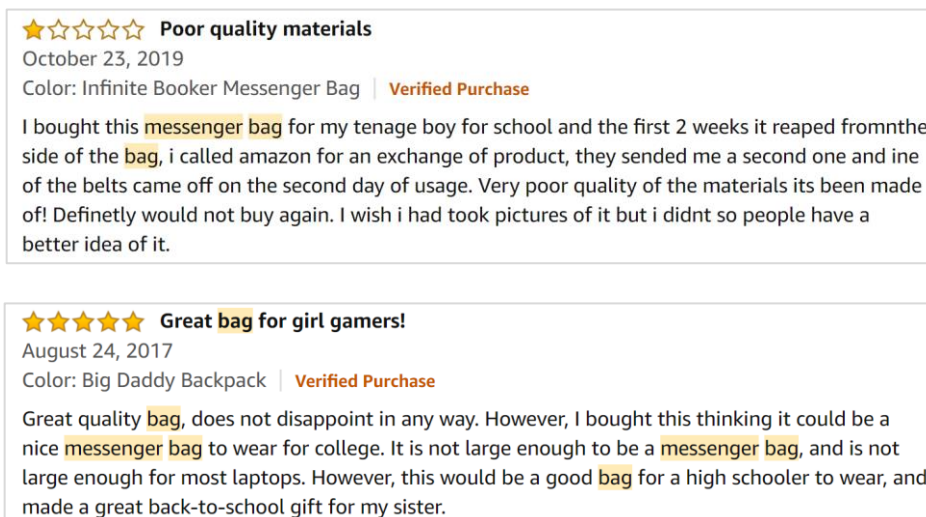 Poor quality materials
October 23, 2019
Color: Infinite Booker Messenger Bag | Verified Purchase
I bought this messenger bag for my tenage boy for school and the first 2 weeks it reaped fromnthe
side of the bag, i called amazon for an exchange of product, they sended me a second one and ine
of the belts came off on the second day of usage. Very poor quality of the materials its been made
of! Definetly would not buy again. I wish i had took pictures of it but i didnt so people have a
better idea of it.
Great bag for girl gamers!
August 24, 2017
Color: Big Daddy Backpack | Verified Purchase
Great quality bag, does not disappoint in any way. However, I bought this thinking it could be a
nice messenger bag to wear for college. It is not large enough to be a messenger bag, and is not
large enough for most laptops. However, this would be a good bag for a high schooler to wear, and
made a great back-to-school gift for my sister.